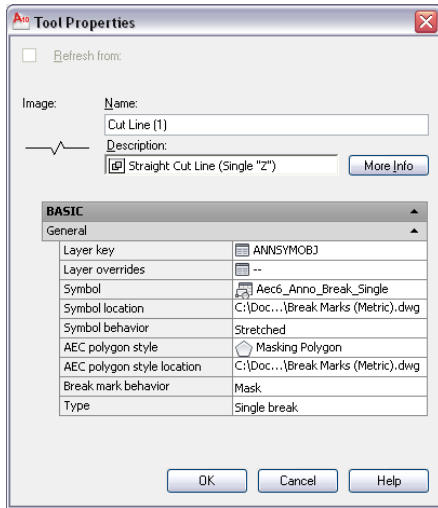 A10 Tool Properties
Refresh from:
Image: Name:
Cut Line (1)
Description:
Straight Cut Line (Single "Z") More Info
BASIC
General
Layer key ANNSYMOBJ
Layer overrides --
Symbol Aec6_Anno_Break_Single
Symbol location C:\Doc...\Break Marks (Metric).dwg
Symbol behavior Stretched
AEC polygon style Masking Polygon
AEC polygon style location C:\Doc...\Break Marks (Metric).dwg
Break mark behavior Mask
Type Single break
OK Cancel Help